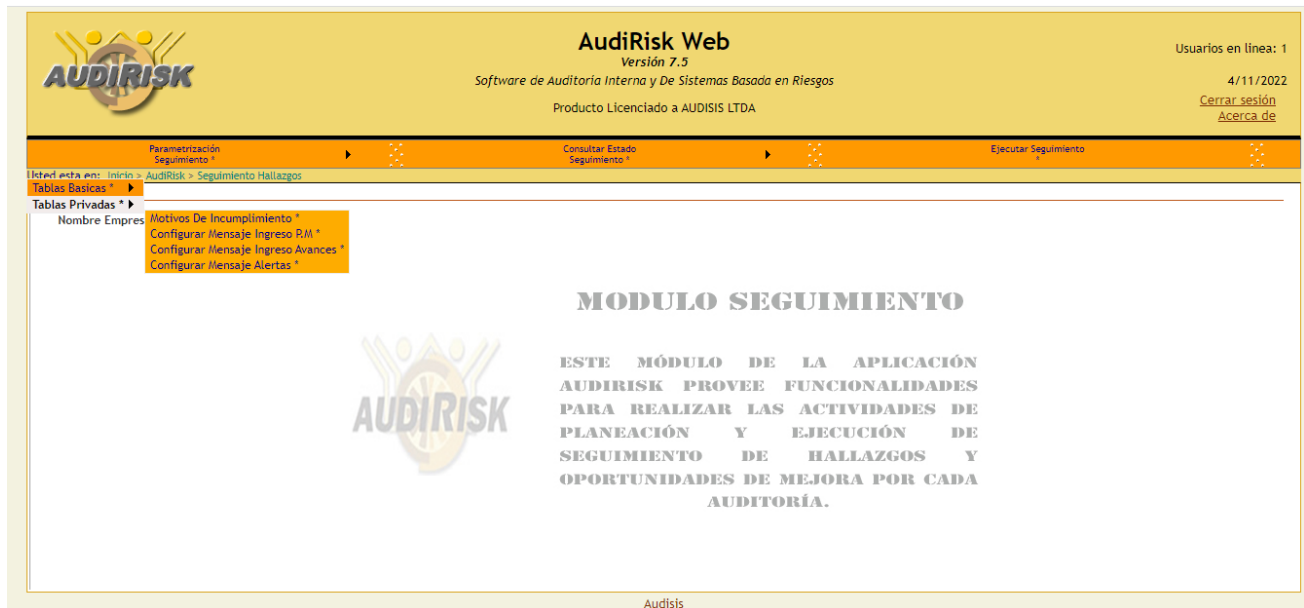 AUDIRISK
AudiRisk Web
Versión 7.5
Software de Auditoria Interna y De Sistemas Basada en Riesgos
Producto Licenciado a AUDISIS LTDA
Usuarios en linea: 1
4/11/2022
Cerrar sesión
Acerca de
Parametrización
Seguimiento *
Consultar Estado
Seguimiento *
Ejecutar Seguimiento
*
Usted esta en: Inicio > AudiRisk > Seguimiento Hallazgos
Tablas Basicas *
Tablas Privadas *
Nombre Empres
Motivos De Incumplimiento *
Configurar Mensaje Ingreso P.M *
Configurar Mensaje Ingreso Avances *
Configurar Mensaje Alertas *
MODULO SEGUIMIENTO
AUDIRISK
ESTE MÓDULO DE LA APLICACIÓN
AUDIRISK PROVEE FUNCIONALIDADES
PARA REALIZAR LAS ACTIVIDADES DE
PLANEACIÓN Y EJECUCIÓN DE
SEGUIMIENTO DE HALLAZGOS Y
OPORTUNIDADES DE MEJORA POR CADA
AUDITORÍA.
Audisis